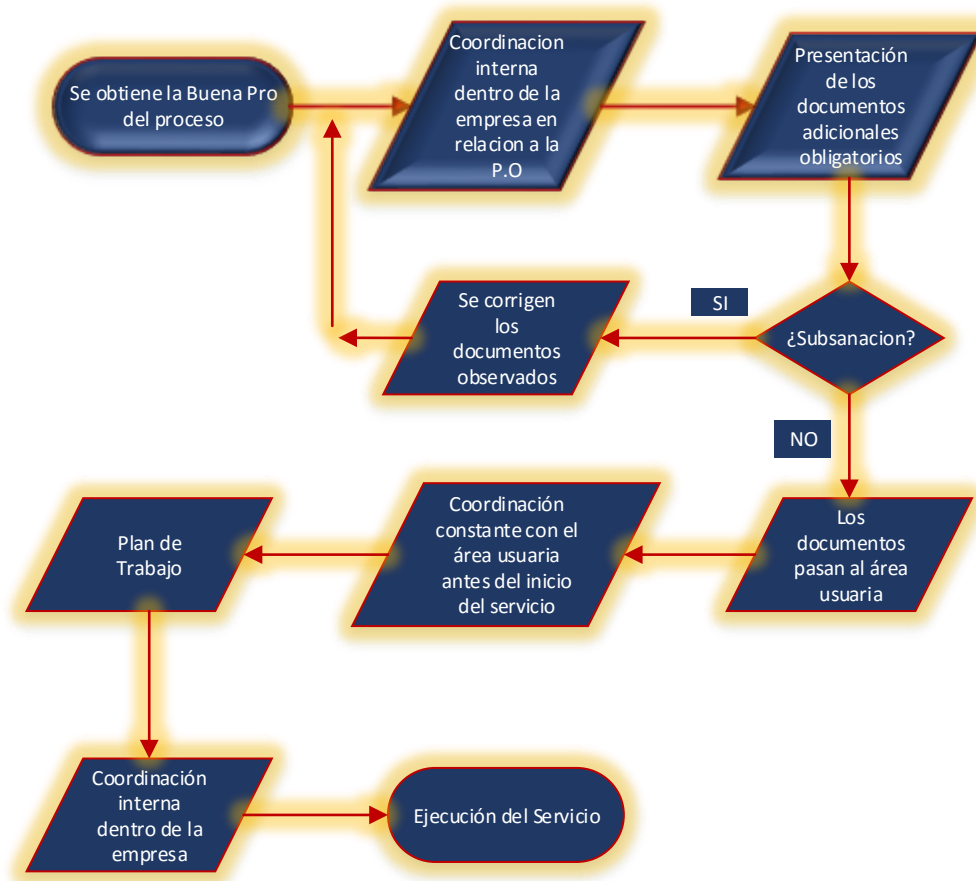 Se obtiene la Buena Pro
del proceso
Coordinacion
interna
dentro de la
empresa en
relacion a la
P.O
Presentación
de los
documentos
adicionales
obligatorios
¿Subsanacion?
SI
Se corrigen
los
documentos
observados
NO
Los
documentos
pasan al área
usuaria
Coordinación
constante con el
área usuaria
antes del inicio
del servicio
Plan de
Trabajo
Coordinación
interna
dentro de la
empresa
Ejecución del Servicio